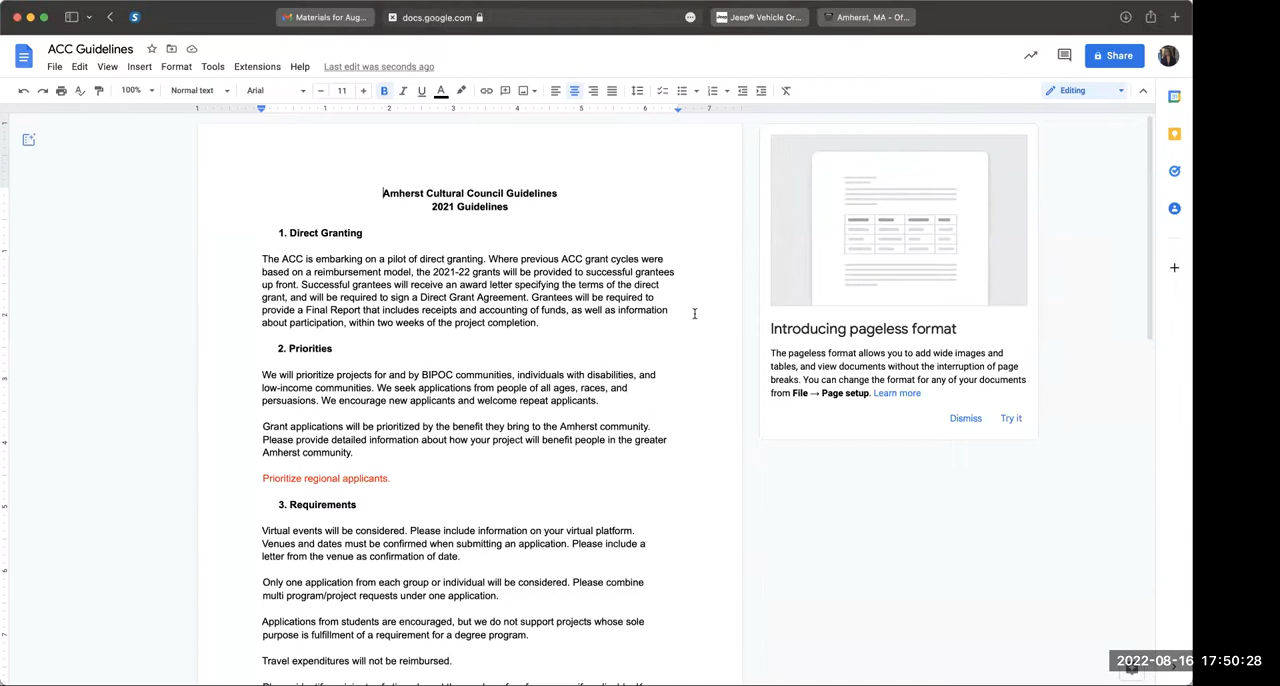 Materials for Aug...
docs.google.com
Jeep® Vehicle Or...
Amherst, MA - Of...
ACC Guidelines
File Edit View Insert Format Tools Extensions Help Last edit was seconds ago
Share
100% Normal text Arial 11 B I U A
Editing
1 1 2 3 4 5 6 7
Amherst Cultural Council Guidelines
2021 Guidelines
1. Direct Granting
The ACC is embarking on a pilot of direct granting. Where previous ACC grant cycles were
based on a reimbursement model, the 2021-22 grants will be provided to successful grantees
up front. Successful grantees will receive an award letter specifying the terms of the direct
grant, and will be required to sign a Direct Grant Agreement. Grantees will be required to
provide a Final Report that includes receipts and accounting of funds, as well as information
about participation, within two weeks of the project completion.
2. Priorities
We will prioritize projects for and by BIPOC communities, individuals with disabilities, and
low-income communities. We seek applications from people of all ages, races, and
persuasions. We encourage new applicants and welcome repeat applicants.
Grant applications will be prioritized by the benefit they bring to the Amherst community.
Please provide detailed information about how your project will benefit people in the greater
Amherst community.
Prioritize regional applicants.
3. Requirements
Virtual events will be considered. Please include information on your virtual platform.
Venues and dates must be confirmed when submitting an application. Please include a
letter from the venue as confirmation of date.
Only one application from each group or individual will be considered. Please combine
multi program/project requests under one application.
Applications from students are encouraged, but we do not support projects whose sole
purpose is fulfillment of a requirement for a degree program.
Travel expenditures will not be reimbursed.
Introducing pageless format
The pageless format allows you to add wide images and
tables, and view documents without the interruption of page
breaks. You can change the format for any of your documents
from File → Page setup. Learn more
Dismiss Try it
2022-08-16 17:50:28